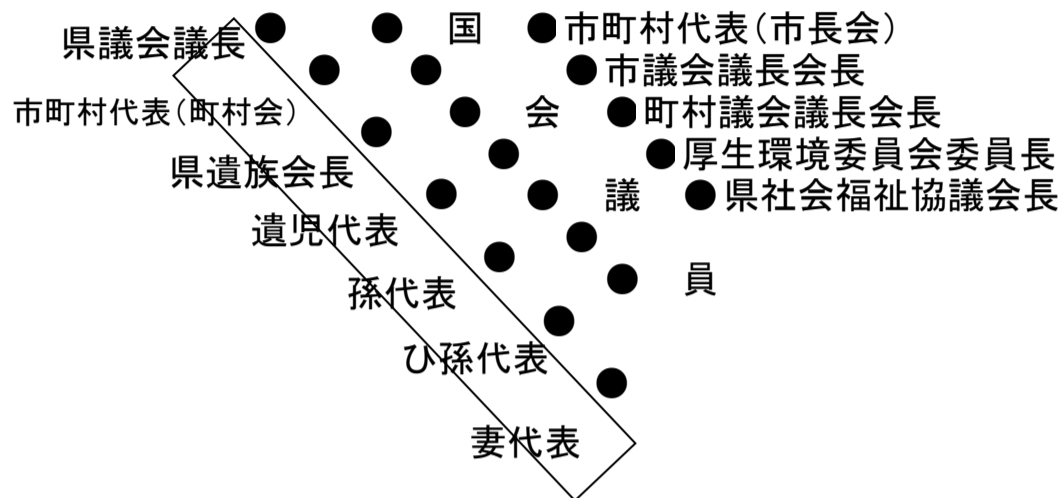 県議会議長
市町村代表（町村会）
県遺族会長
遺児代表
孫代表
ひ孫代表
妻代表
国会議員
●市町村代表（市長会）
●市議会議長会長
●町村議会議長会長
●厚生環境委員会委員長
●県社会福祉協議会長